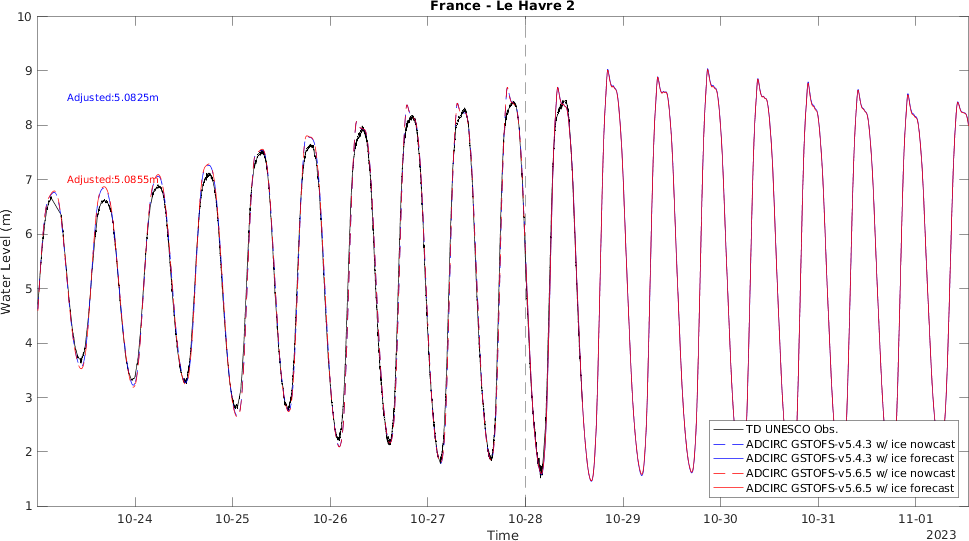 France - Le Havre 2
10
9
8
7
6
5
4
3
2
1
Water Level (m)
Adjusted:5.0825m
Adjusted:5.0855m
TD UNESCO Obs.
ADCIRC GSTOFS-v5.4.3 w/ ice nowcast
ADCIRC GSTOFS-v5.4.3 w/ ice forecast
ADCIRC GSTOFS-v5.6.5 w/ ice nowcast
ADCIRC GSTOFS-v5.6.5 w/ ice forecast
10-24 10-25 10-26 10-27 10-28 10-29 10-30 10-31 11-01
Time
2023